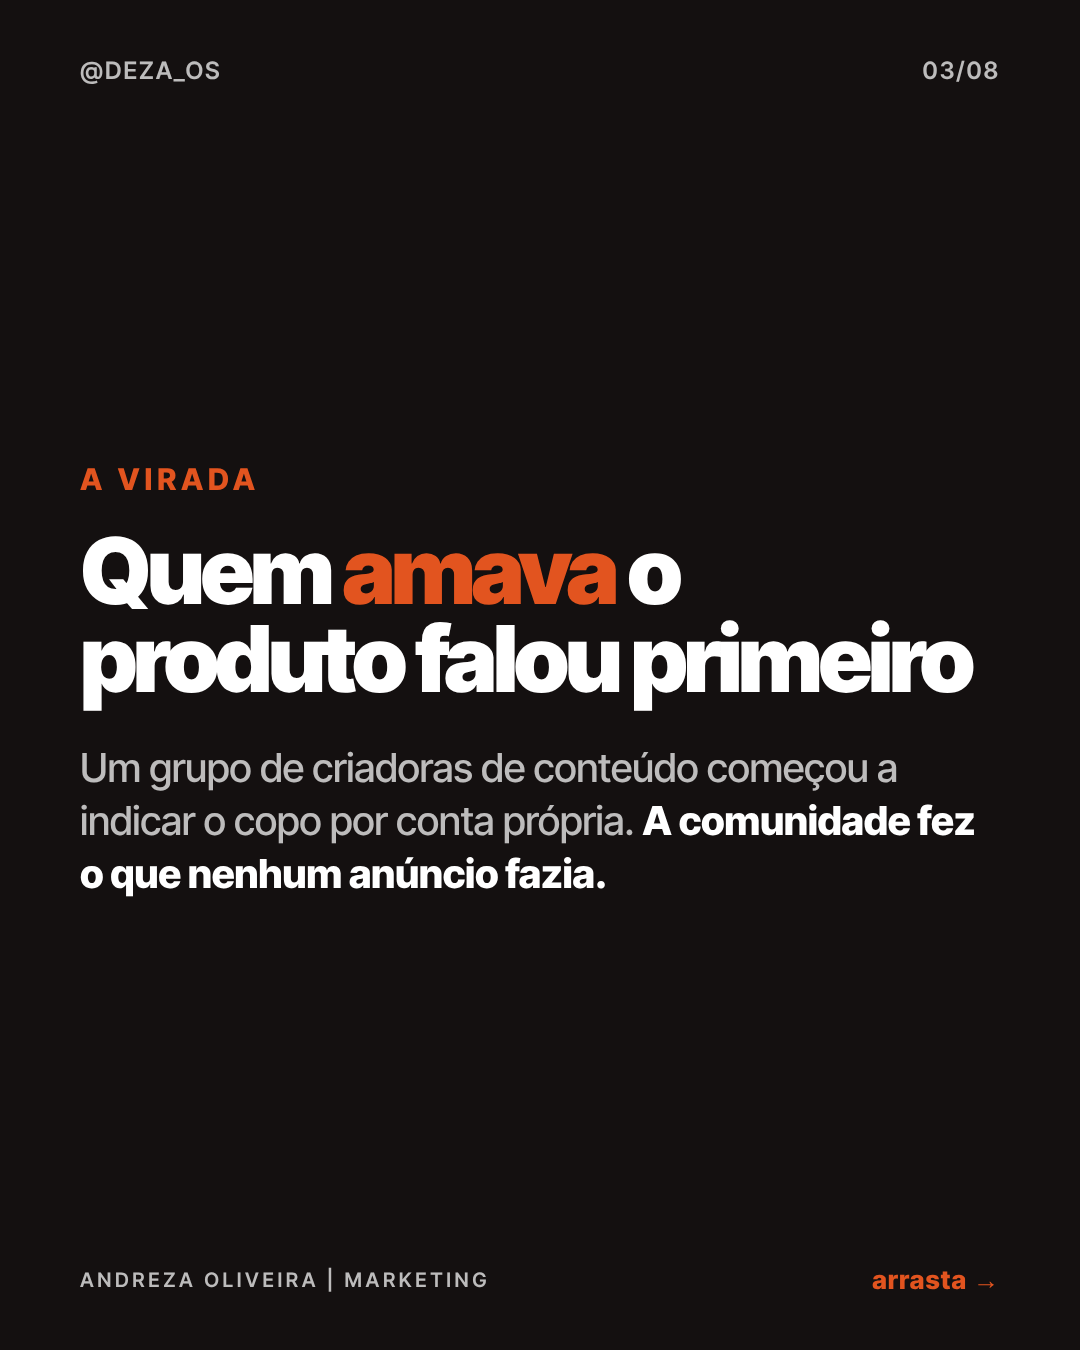 @DEZA_OS
03/08
A VIRADA
Quem amava o
produto falou primeiro
Um grupo de criadoras de conteúdo começou a
indicar o copo por conta própria. A comunidade fez
o que nenhum anúncio fazia.
ANDREZA OLIVEIRA | MARKETING
arrasta →